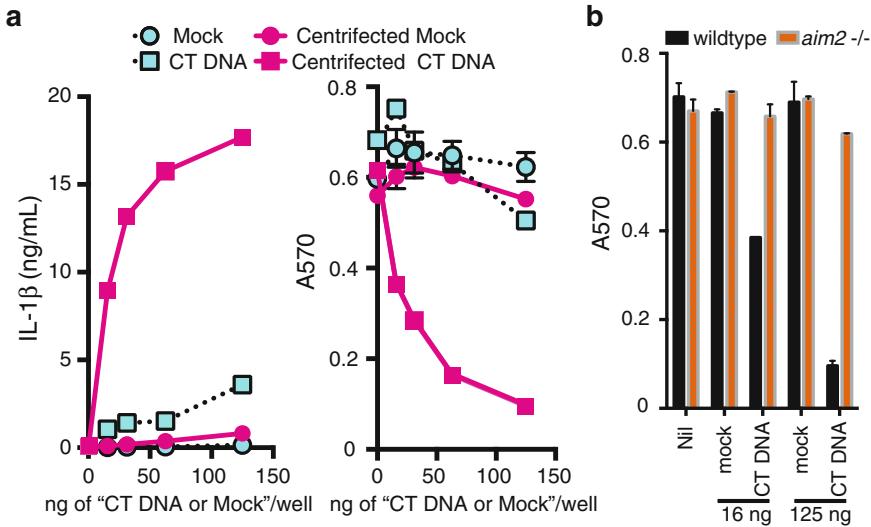 a
Mock
Centrifected Mock
CT DNA
Centrifected CT DNA
20
15
10
5
0
IL-1β (ng/mL)
0
50
100
150
ng of “CT DNA or Mock”/well
0.8
0.6
0.4
0.2
0
A570
0
50
100
150
ng of “CT DNA or Mock”/well
b
wildtype
aim2 -/-
0.8
0.6
0.4
0.2
0
A570
Nil
mock
CT DNA
mock
CT DNA
16 ng
125 ng